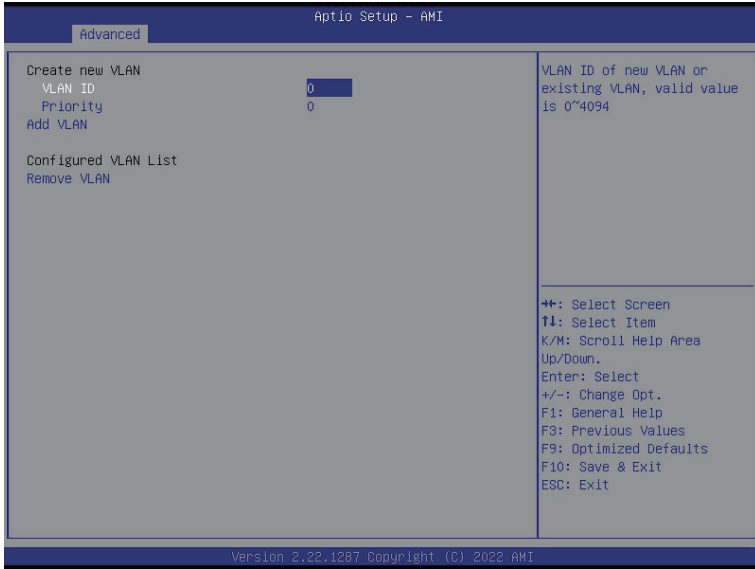 Aptio Setup - AMI
Advanced
Create new VLAN
VLAN ID 0
Priority 0
Add VLAN
Configured VLAN List
Remove VLAN
VLAN ID of new VLAN or
existing VLAN, valid value
is 0~4094
→←: Select Screen
↑↓: Select Item
K/M: Scroll Help Area
Up/Down.
Enter: Select
+/-: Change Opt.
F1: General Help
F3: Previous Values
F9: Optimized Defaults
F10: Save & Exit
ESC: Exit
Version 2.22.1287 Copyright (C) 2022 AMI